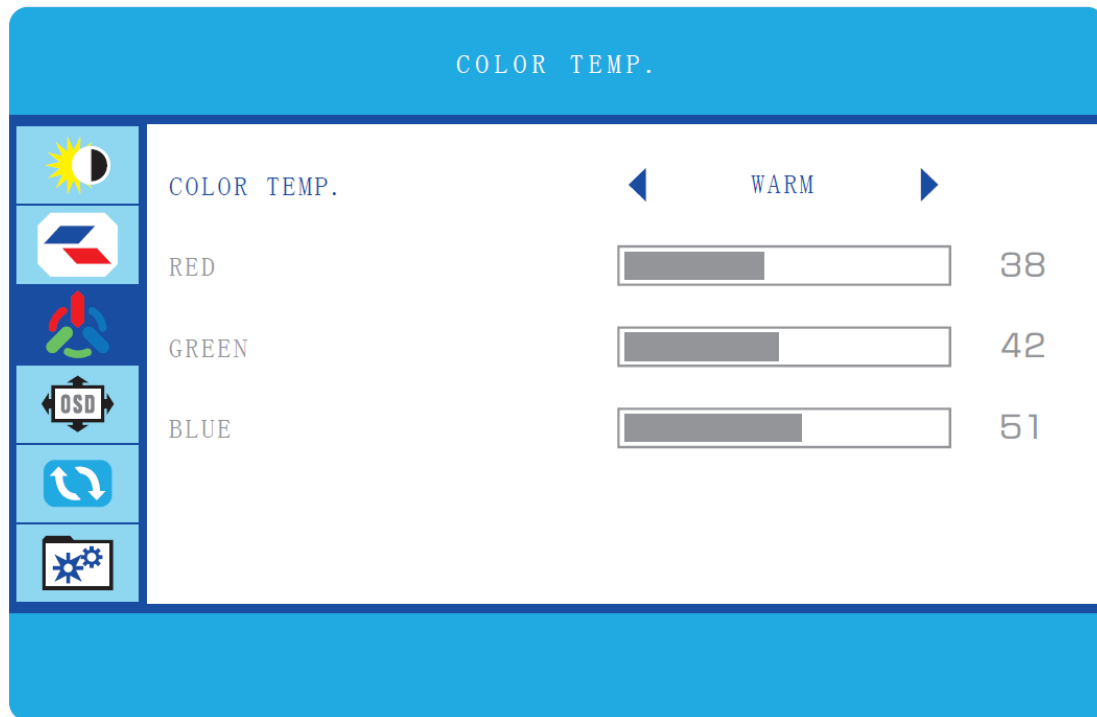 COLOR TEMP.
COLOR TEMP. WARM
RED 38
GREEN 42
OSD
BLUE 51